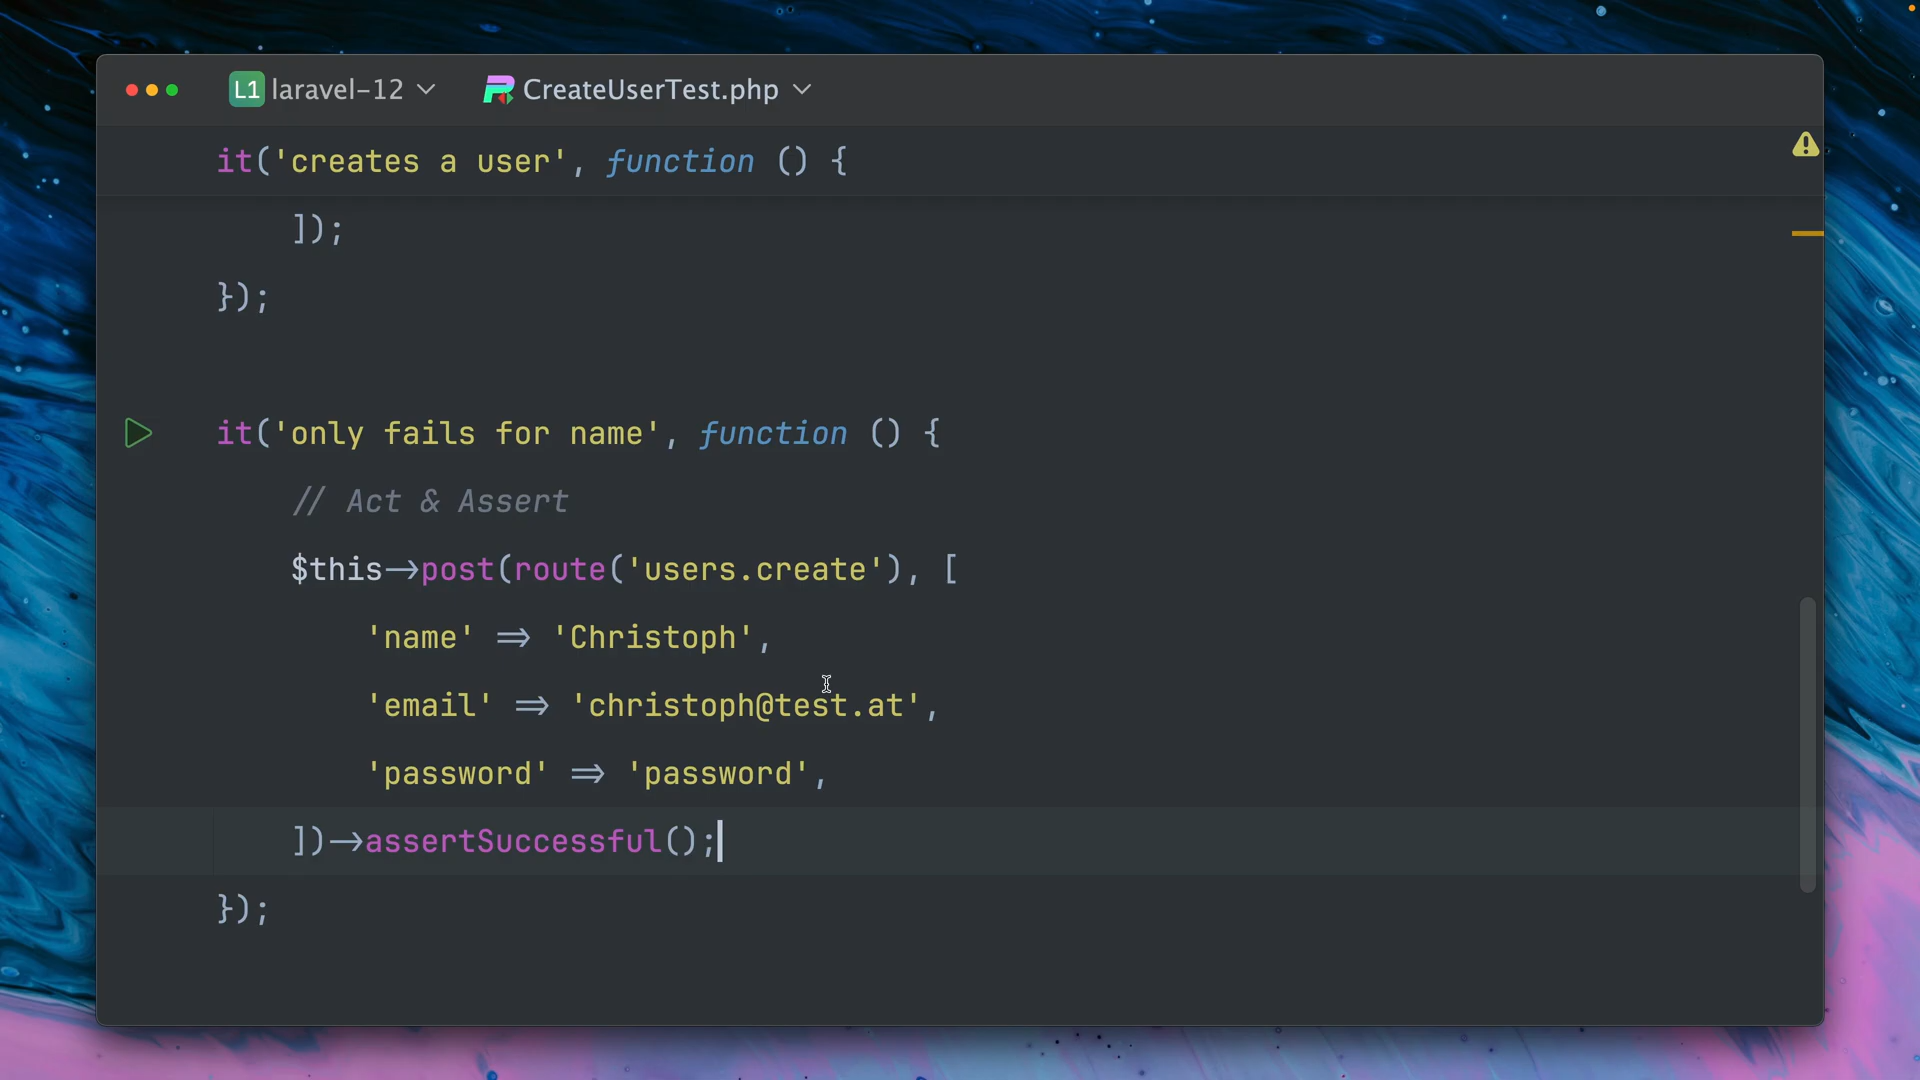 L1 laravel-12 CreateUserTest.php
it('creates a user', function () {
]);
});
it('only fails for name', function () {
// Act & Assert
$this->post(route('users.create'), [
'name' => 'Christoph',
'email' => 'christoph@test.at',
'password' => 'password',
])->assertSuccessful();
});